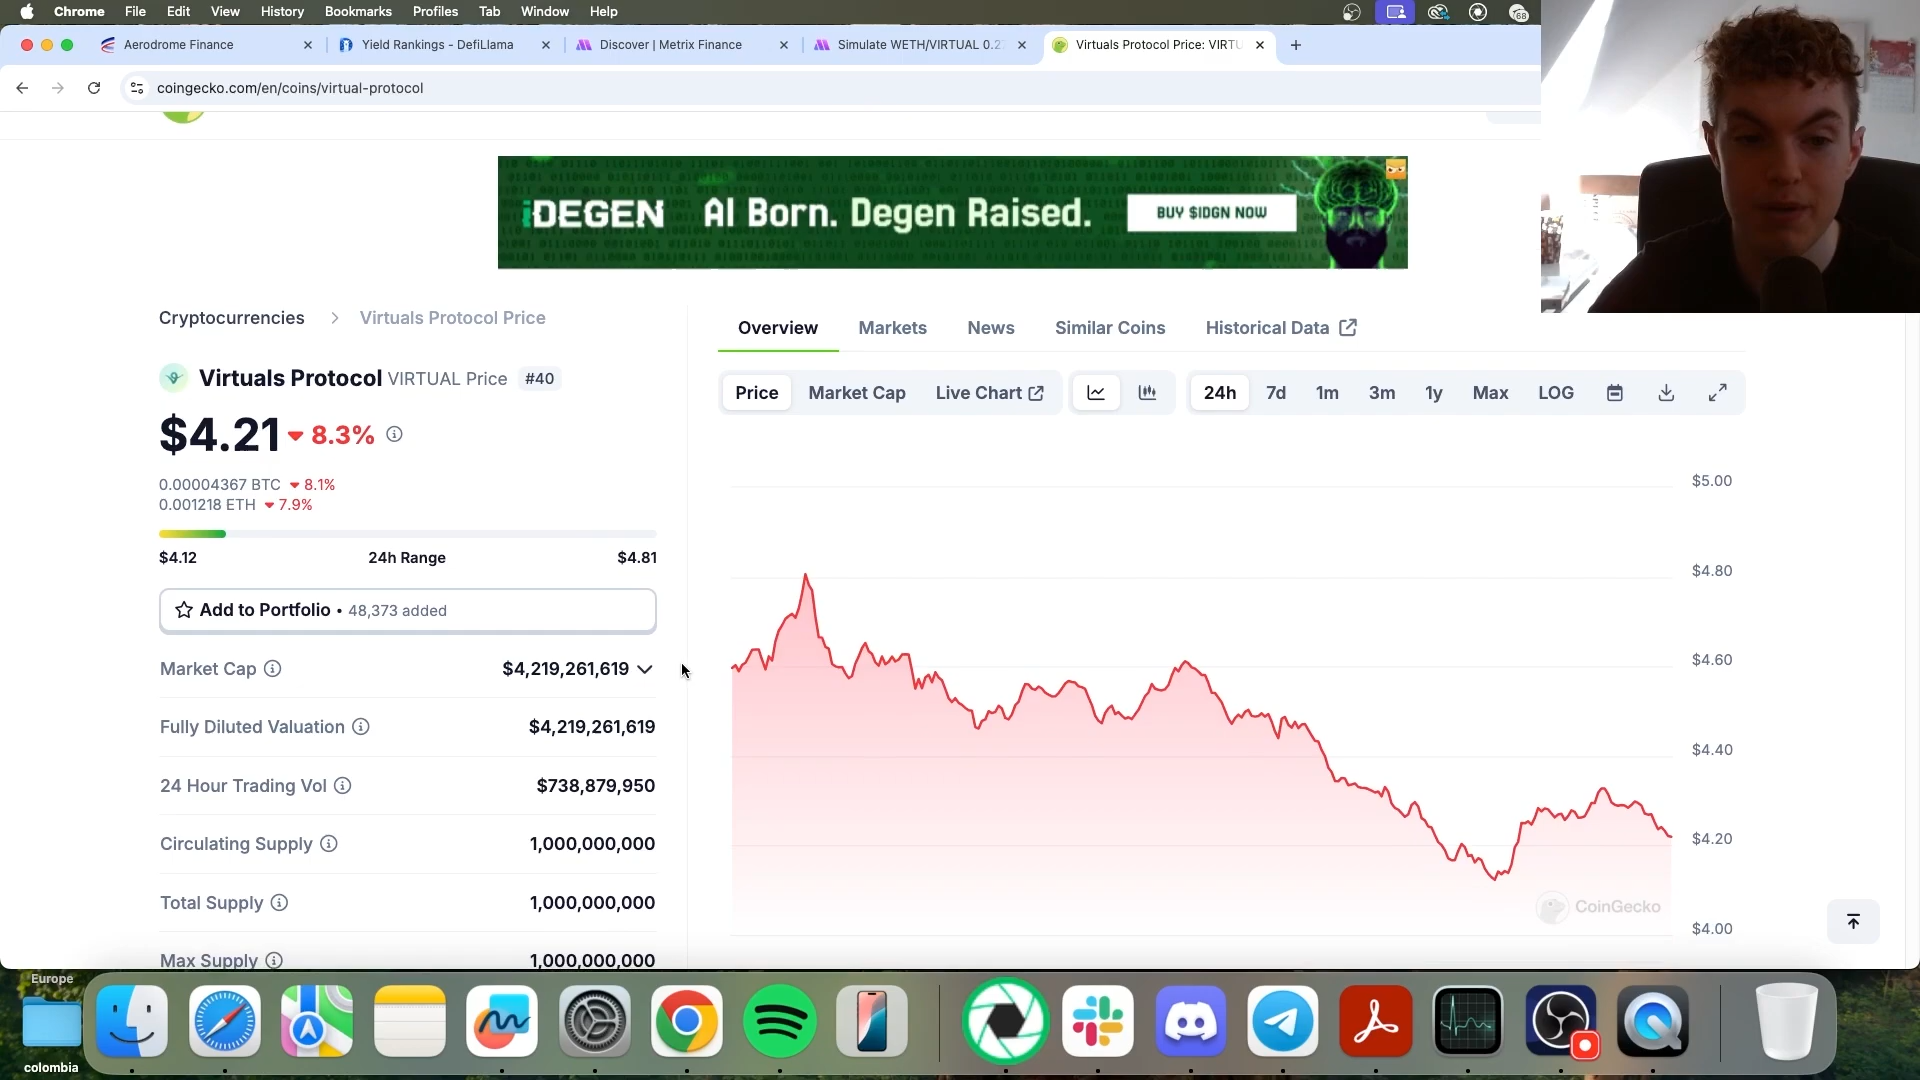 Chrome File Edit View History Bookmarks Profiles Tab Window Help
68
Aerodrome Finance
Yield Rankings - DefiLlama
Discover | Metrix Finance
Simulate WETH/VIRTUAL 0.2
Virtuals Protocol Price: VIRTU
coingecko.com/en/coins/virtual-protocol
iDEGEN AI Born. Degen Raised. BUY $IDGN NOW
Cryptocurrencies > Virtuals Protocol Price
Overview Markets News Similar Coins Historical Data
Virtuals Protocol VIRTUAL Price #40
Price Market Cap Live Chart 24h 7d 1m 3m 1y Max LOG
$4.21 8.3%
0.00004367 BTC 8.1%
0.001218 ETH 7.9%
$4.12 24h Range $4.81
Add to Portfolio • 48,373 added
Market Cap $4,219,261,619
Fully Diluted Valuation $4,219,261,619
24 Hour Trading Vol $738,879,950
Circulating Supply 1,000,000,000
Total Supply 1,000,000,000
Max Supply 1,000,000,000
$5.00
$4.80
$4.60
$4.40
$4.20
$4.00
CoinGecko
Europe
colombia